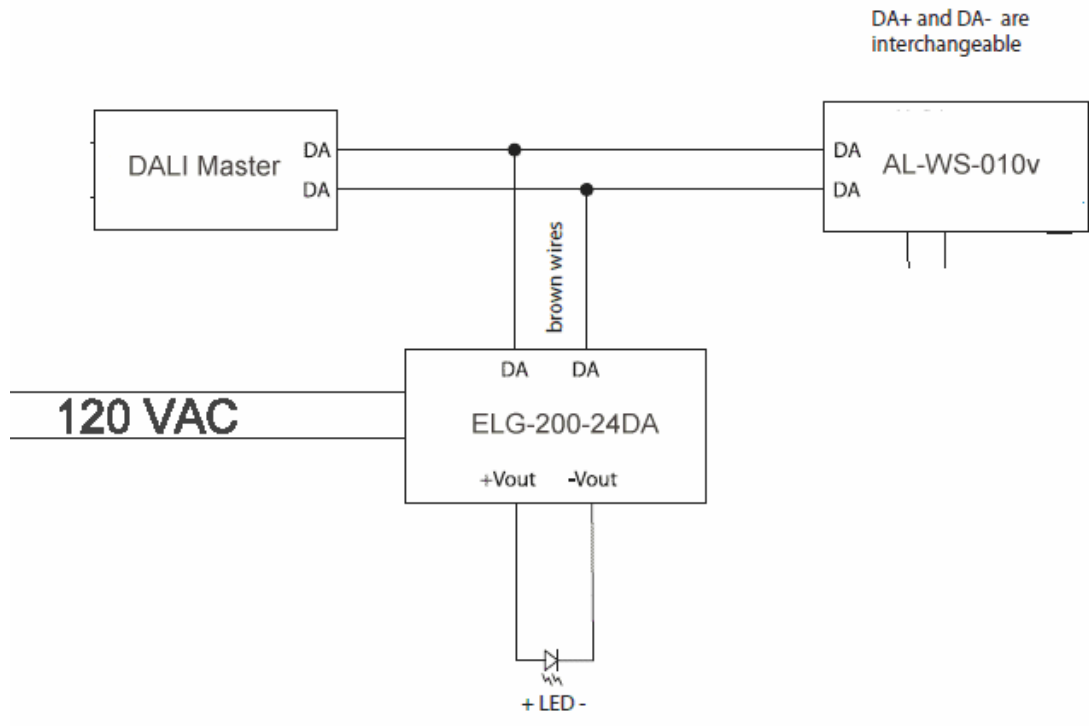 DA+ and DA- are
interchangeable
DALI Master
DA
DA
DA
DA
AL-WS-010v
brown wires
DA DA
120 VAC
ELG-200-24DA
+Vout -Vout
+ LED -